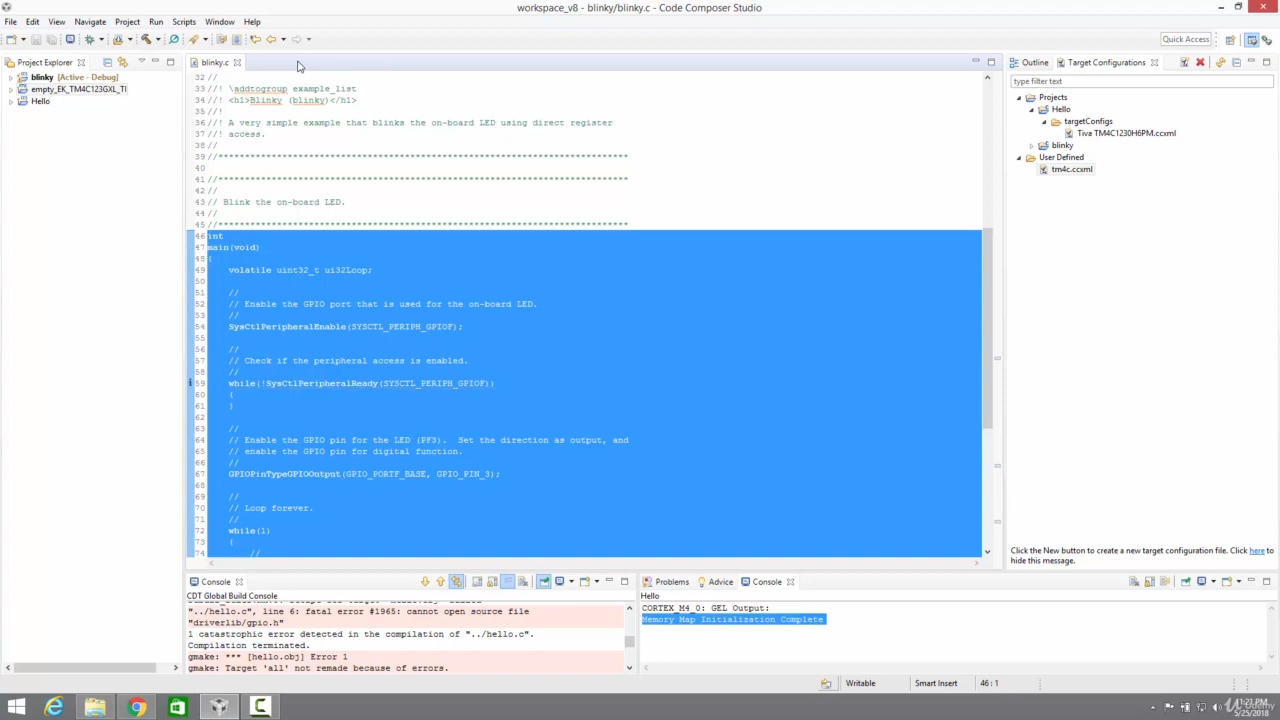 workspace_v8 - blinky/blinky.c - Code Composer Studio
File Edit View Navigate Project Run Scripts Window Help
Quick Access
Project Explorer
blinky [Active - Debug]
empty_EK_TM4C123GXL_TI
Hello
blinky.c
32 //
33 //! \addtogroup example_list
34 //! <h1>Blinky (blinky)</h1>
35 //!
36 //! A very simple example that blinks the on-board LED using direct register
37 //! access.
38 //
39 //*****************************************************************************
40
41 //*****************************************************************************
42 //
43 // Blink the on-board LED.
44 //
45 //*****************************************************************************
46 int
47 main(void)
48 {
49 volatile uint32_t ui32Loop;
50
51 //
52 // Enable the GPIO port that is used for the on-board LED.
53 //
54 SysCtlPeripheralEnable(SYSCTL_PERIPH_GPIOF);
55
56 //
57 // Check if the peripheral access is enabled.
58 //
59 while(!SysCtlPeripheralReady(SYSCTL_PERIPH_GPIOF))
60 {
61 }
62
63 //
64 // Enable the GPIO pin for the LED (PF3). Set the direction as output, and
65 // enable the GPIO pin for digital function.
66 //
67 GPIOPinTypeGPIOOutput(GPIO_PORTF_BASE, GPIO_PIN_3);
68
69 //
70 // Loop forever.
71 //
72 while(1)
73 {
74 //
Outline Target Configurations
type filter text
Projects
Hello
targetConfigs
Tiva TM4C1230H6PM.ccxml
blinky
User Defined
tm4c.ccxml
Click the New button to create a new target configuration file. Click here to
hide this message.
Console
CDT Global Build Console
"../hello.c", line 6: fatal error #1965: cannot open source file
"driverlib/gpio.h"
1 catastrophic error detected in the compilation of "../hello.c".
Compilation terminated.
gmake: *** [hello.obj] Error 1
gmake: Target 'all' not remade because of errors.
Problems Advice Console
Hello
CORTEX_M4_0: GEL Output:
Memory Map Initialization Complete
Writable Smart Insert 46 : 1
5/25/2018